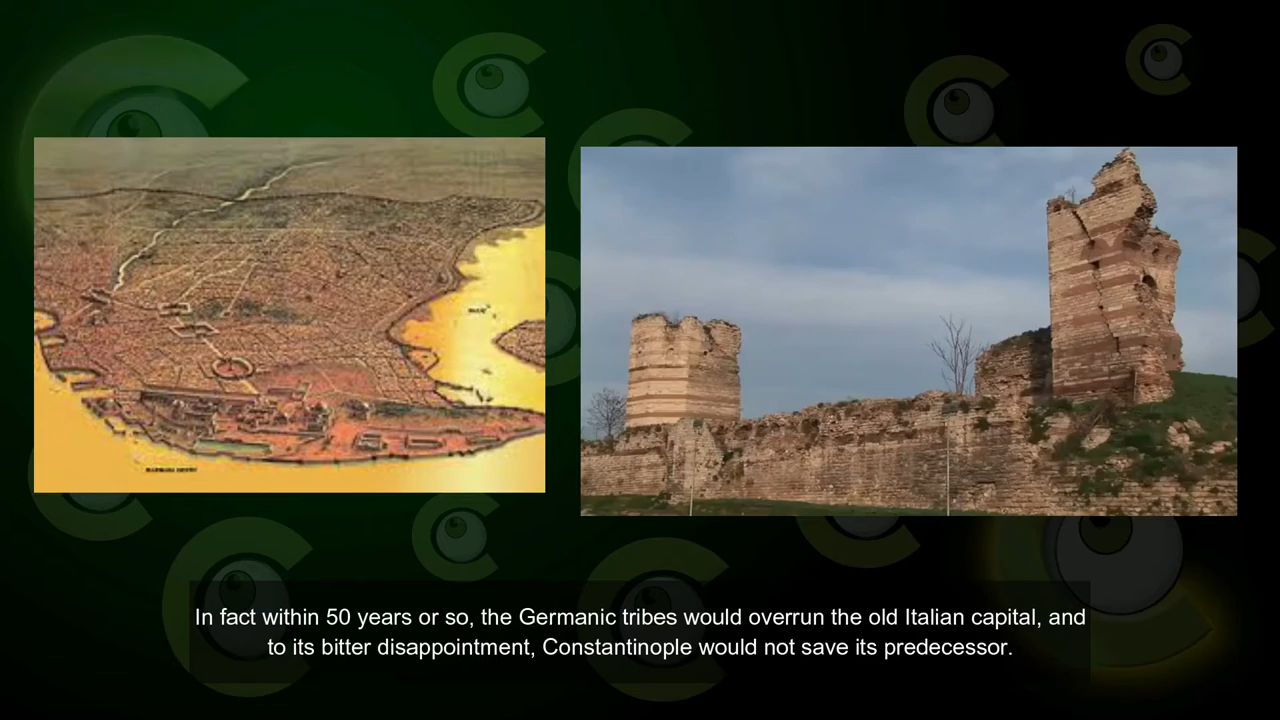 In fact within 50 years or so, the Germanic tribes would overrun the old Italian capital, and
to its bitter disappointment, Constantinople would not save its predecessor.